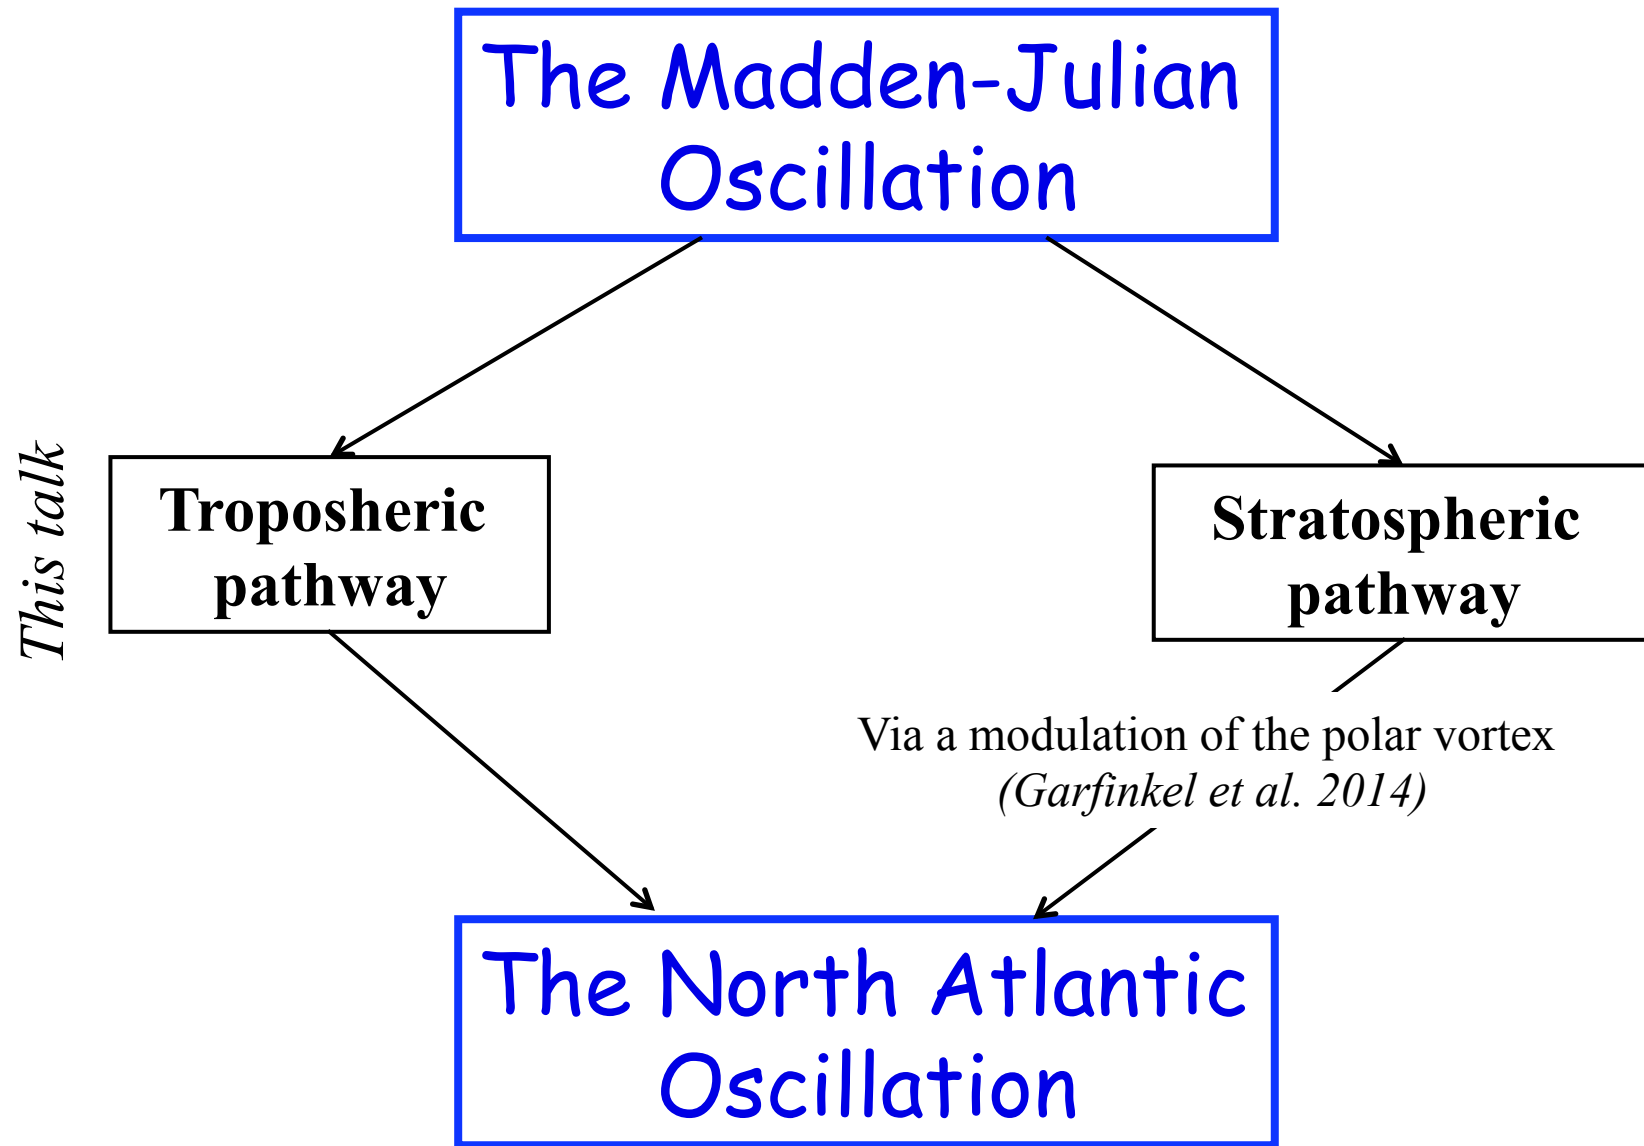 The Madden-Julian
Oscillation
This talk
Troposheric
pathway
Stratospheric
pathway
Via a modulation of the polar vortex
(Garfinkel et al. 2014)
The North Atlantic
Oscillation